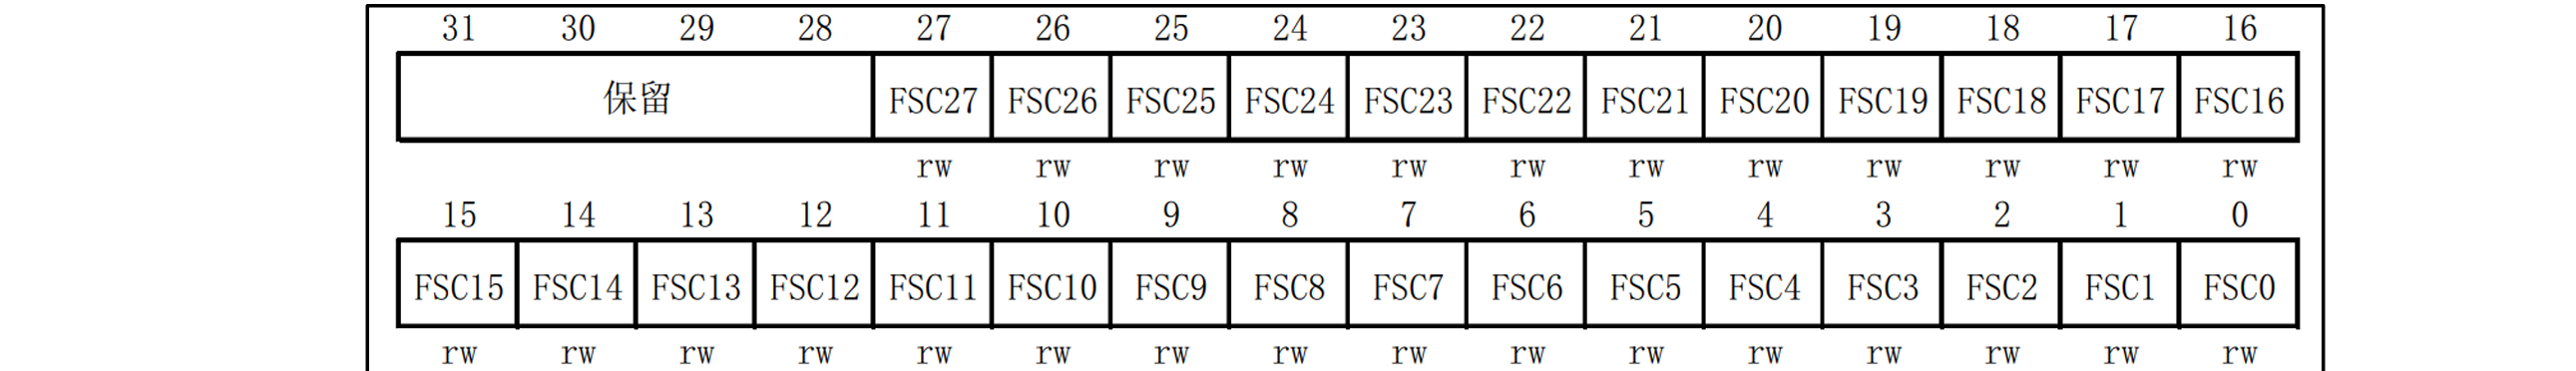 31 30 29 28 27 26 25 24 23 22 21 20 19 18 17 16
保留 FSC27 FSC26 FSC25 FSC24 FSC23 FSC22 FSC21 FSC20 FSC19 FSC18 FSC17 FSC16
rw rw rw rw rw rw rw rw rw rw rw rw
15 14 13 12 11 10 9 8 7 6 5 4 3 2 1 0
FSC15 FSC14 FSC13 FSC12 FSC11 FSC10 FSC9 FSC8 FSC7 FSC6 FSC5 FSC4 FSC3 FSC2 FSC1 FSC0
rw rw rw rw rw rw rw rw rw rw rw rw rw rw rw rw